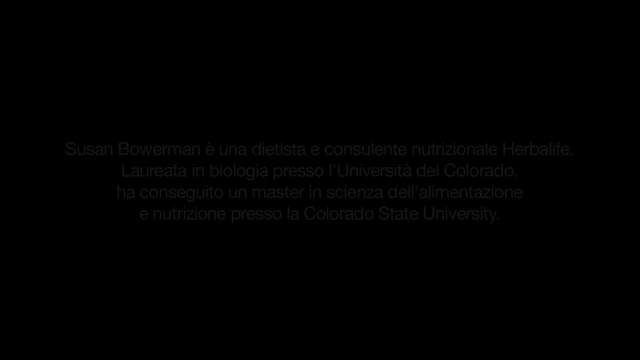 Susan Bowerman è una dietista e consulente nutrizionale Herbalife.
Laureata in biologia presso l'Università del Colorado,
ha conseguito un master in scienza dell'alimentazione
e nutrizione presso la Colorado State University.